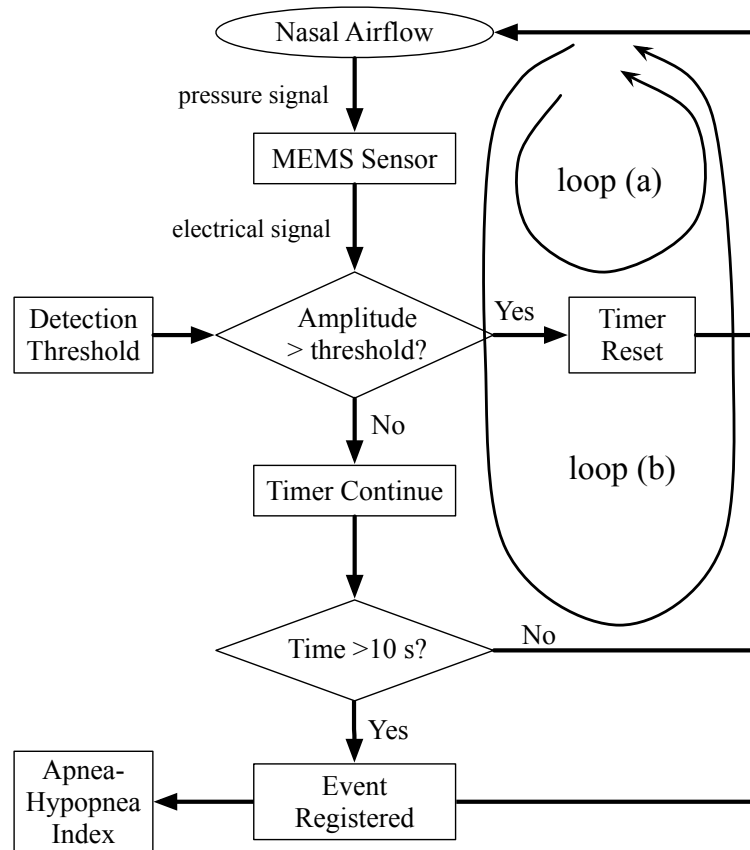 Nasal Airflow
pressure signal
MEMS Sensor
loop (a)
electrical signal
Detection
Threshold
Amplitude
> threshold?
Yes
Timer
Reset
No
Timer Continue
loop (b)
Time >10 s?
No
Yes
Apnea-
Hypopnea
Index
Event
Registered